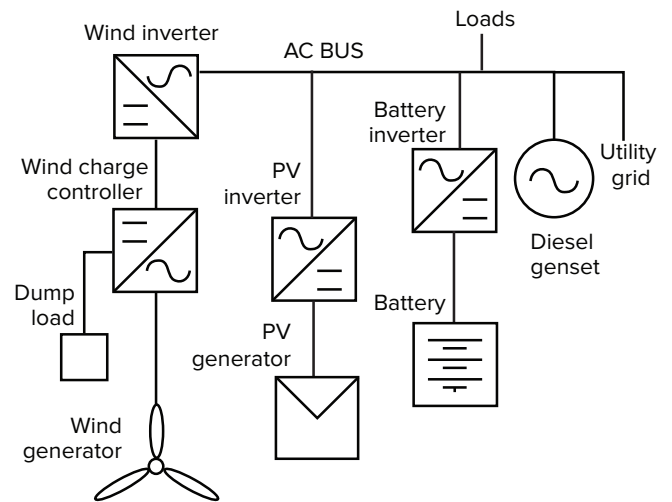 Loads
Wind inverter
AC BUS
Battery
inverter
Utility
grid
Wind charge
controller
PV
inverter
Diesel
genset
Dump
load
Battery
PV
generator
Wind
generator